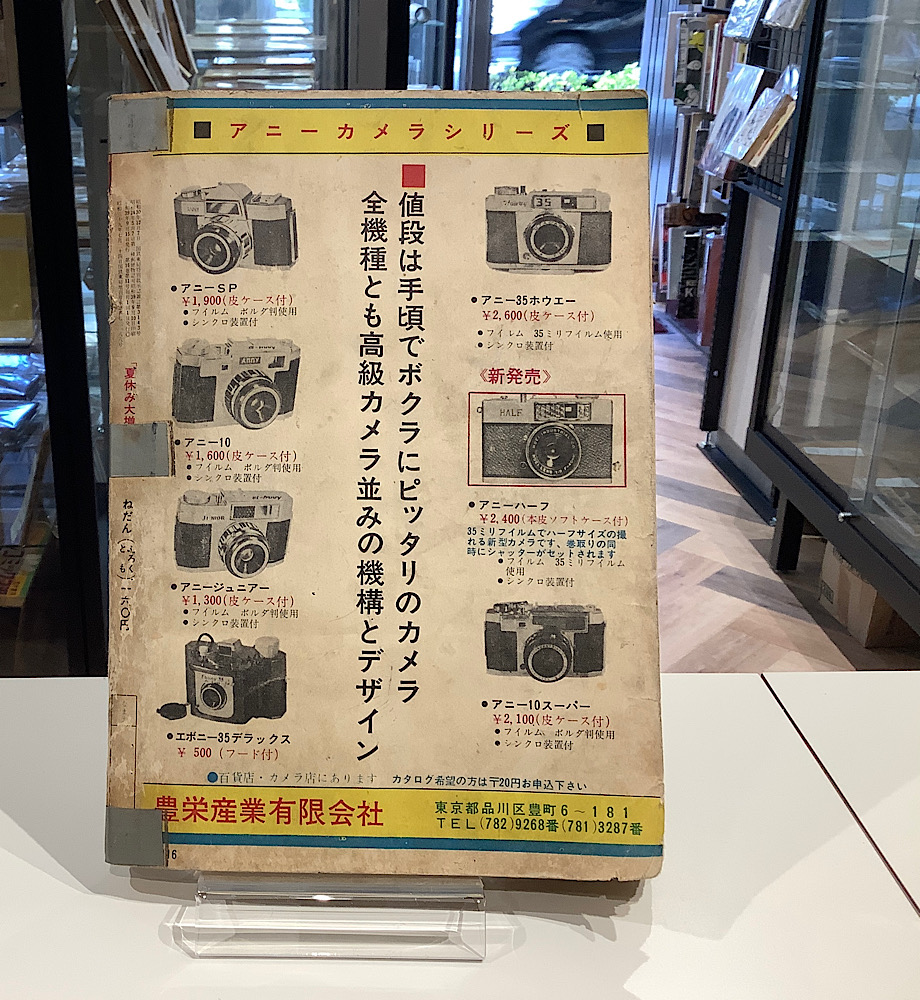 ■アニーカメラシリーズ■
■値段は手頃でボクラにピッタリのカメラ
全機種とも高級カメラ並みの機構とデザイン
●アニーSP
¥1,900(皮ケース付)
●フイルム ボルダ判使用
●シンクロ装置付
ANNY
●アニー10
¥1,600(皮ケース付)
●フイルム ボルダ判使用
●シンクロ装置付
JUNIOR
●アニージュニアー
¥1,300(皮ケース付)
●フイルム ボルダ判使用
●シンクロ装置付
●エボニー35デラックス
¥ 500 (フード付)
35
●アニー35ホウエー
¥2,600(皮ケース付)
●フイルム 35ミリフイルム使用
●シンクロ装置付
《新発売》
HALF
●アニーハーフ
¥2,400(本皮ソフトケース付)
35ミリフイルムでハーフサイズの撮
れる新型カメラです、巻取りの同
時にシャッターがセットされます
●フイルム 35ミリフイルム
使用
●シンクロ装置付
●アニー10スーパー
¥2,100(皮ケース付)
●フイルム ボルダ判使用
●シンクロ装置付
●百貨店・カメラ店にあります カタログ希望の方は〒20円お申込下さい
豊栄産業有限会社
東京都品川区豊町6～181
TEL(782)9268番(781)3287番
「夏休み大増
ねだん
16